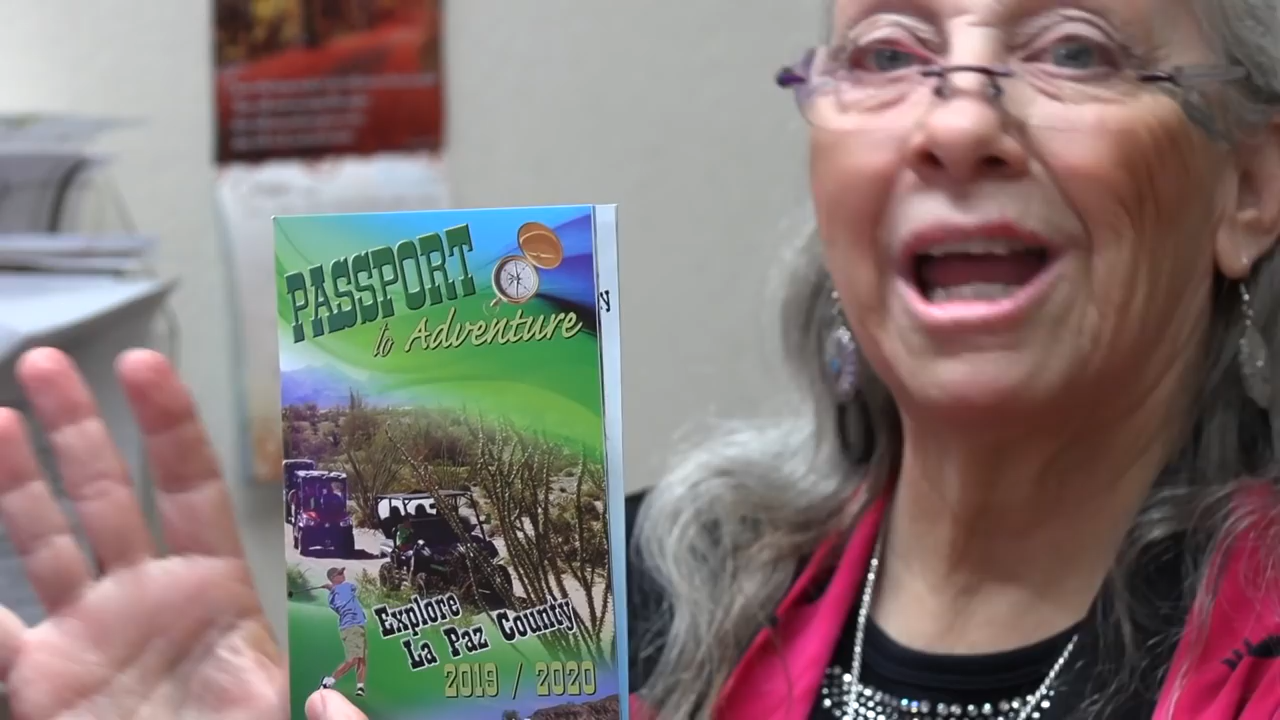 PASSPORT
to Adventure
Explore
La Paz County
2019 / 2020